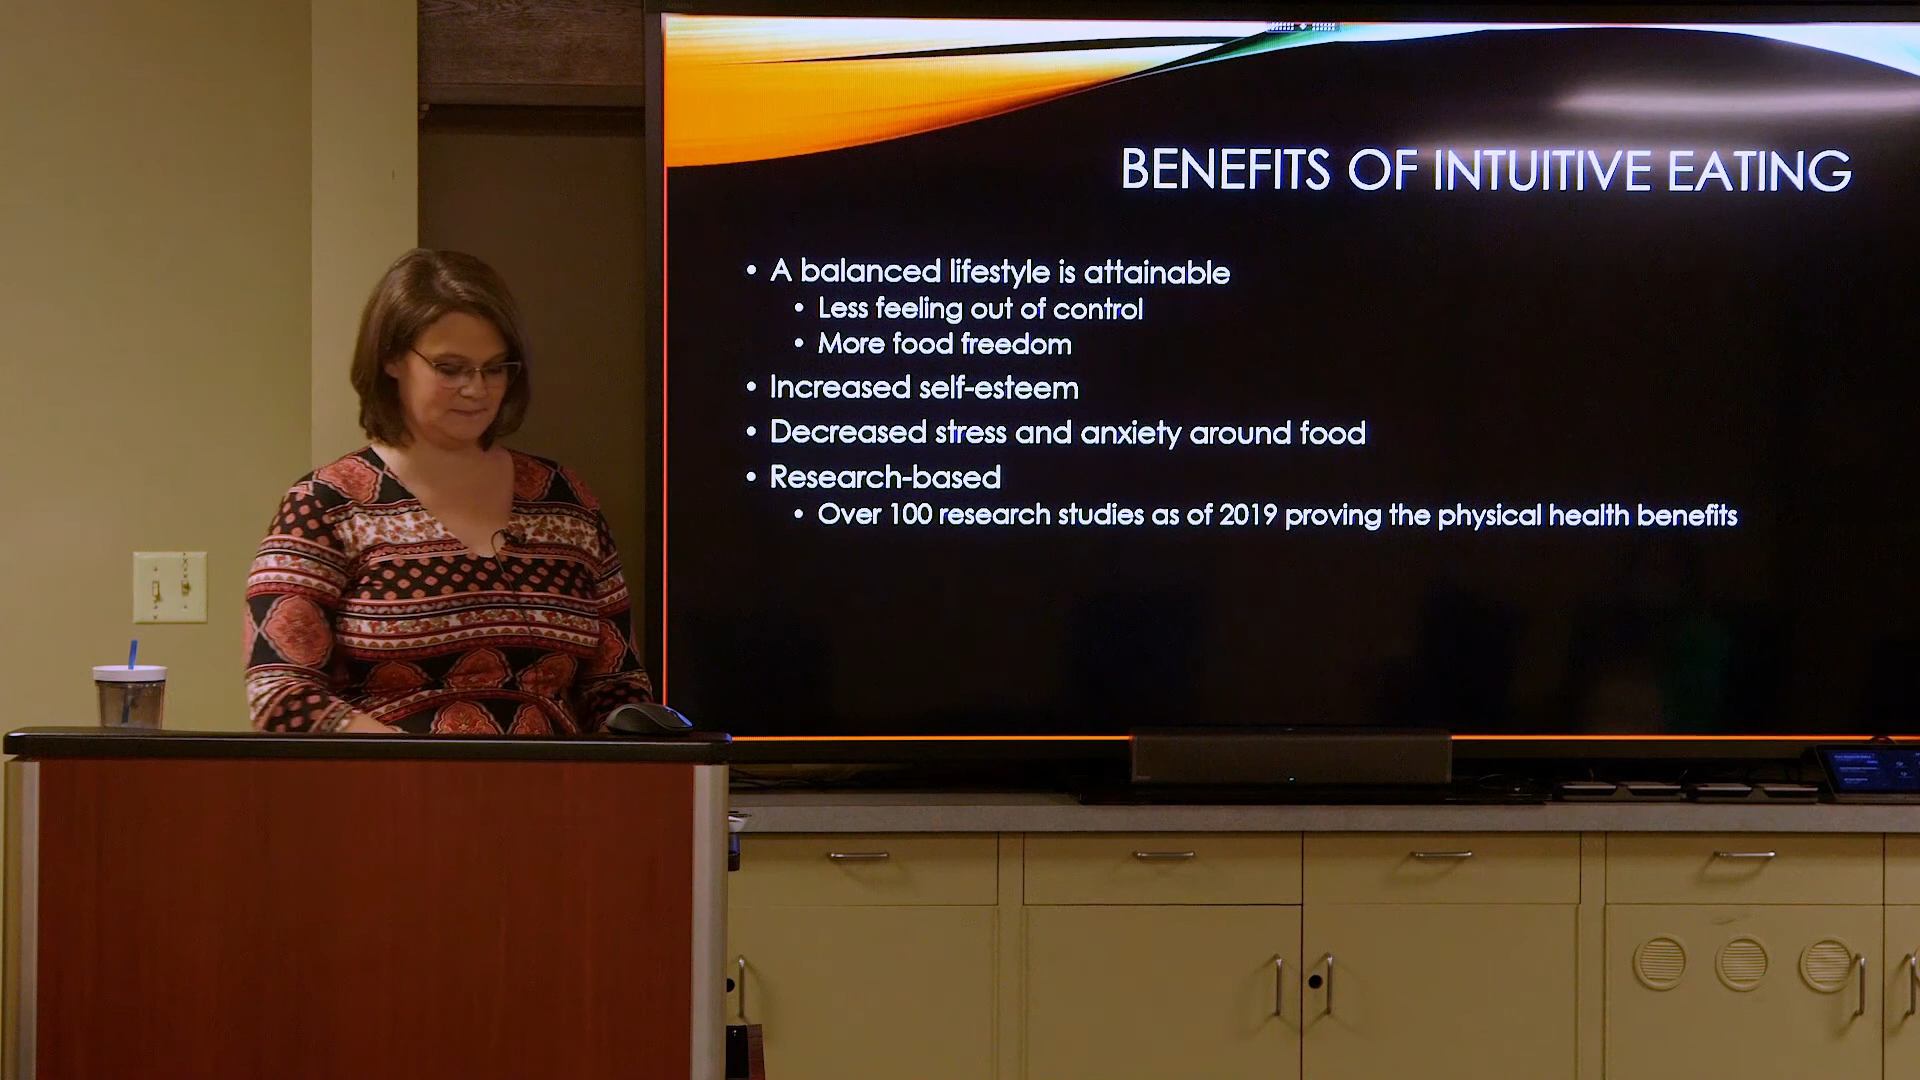 BENEFITS OF INTUITIVE EATING
• A balanced lifestyle is attainable
• Less feeling out of control
• More food freedom
• Increased self-esteem
• Decreased stress and anxiety around food
• Research-based
• Over 100 research studies as of 2019 proving the physical health benefits